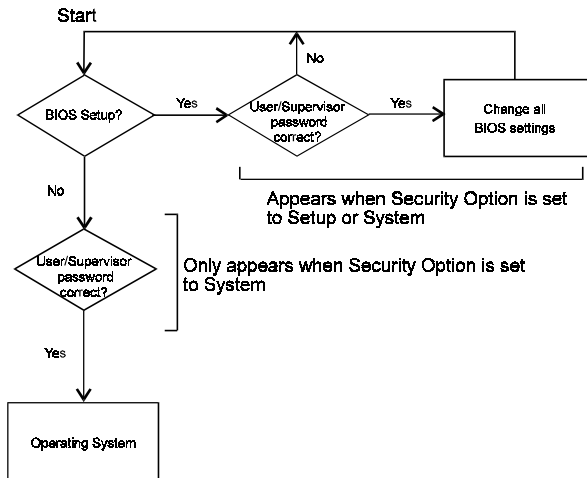 Start
No
BIOS Setup?
Yes
User/Supervisor
password
correct?
Yes
Change all
BIOS settings
No
Appears when Security Option is set
to Setup or System
User/Supervisor
password
correct?
Only appears when Security Option is set
to System
Yes
Operating System